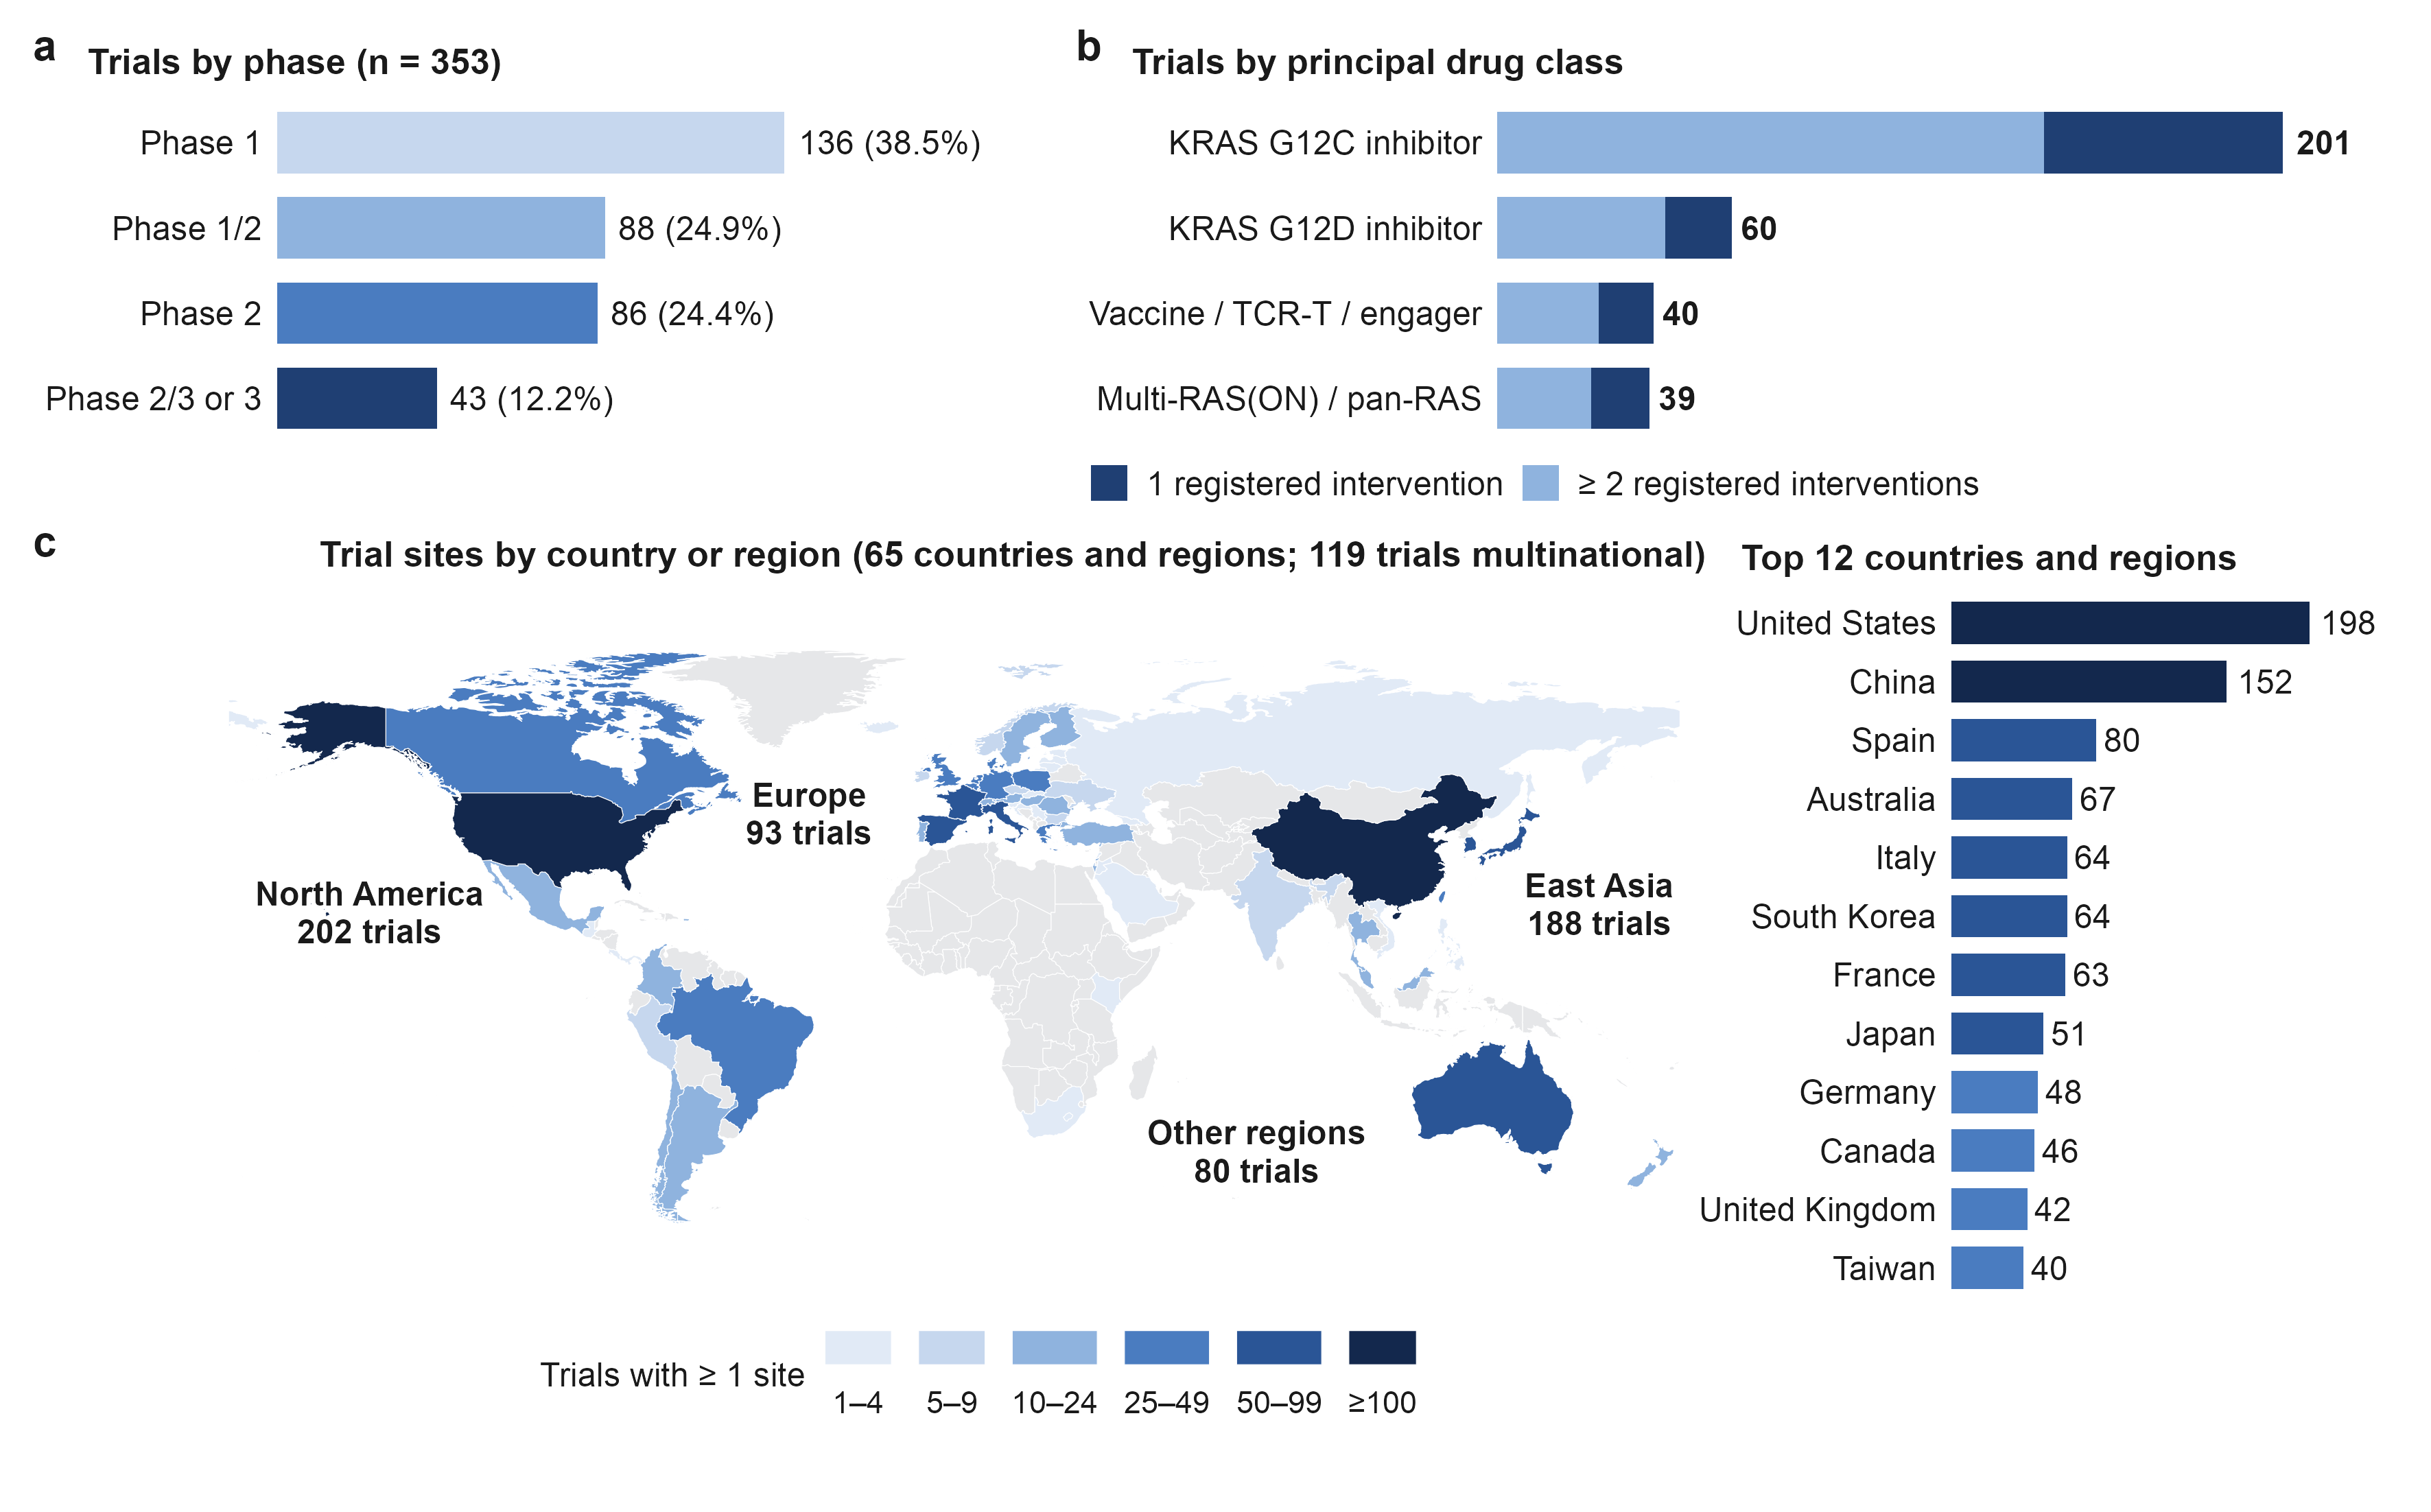 a
Trials by phase (n = 353)
Phase 1
136 (38.5%)
Phase 1/2
88 (24.9%)
Phase 2
86 (24.4%)
Phase 2/3 or 3
43 (12.2%)
b
Trials by principal drug class
KRAS G12C inhibitor
201
KRAS G12D inhibitor
60
Vaccine / TCR-T / engager
40
Multi-RAS(ON) / pan-RAS
39
1 registered intervention
≥ 2 registered interventions
c
Trial sites by country or region (65 countries and regions; 119 trials multinational)
Europe
93 trials
North America
202 trials
East Asia
188 trials
Other regions
80 trials
Trials with ≥ 1 site
1–4
5–9
10–24
25–49
50–99
≥100
Top 12 countries and regions
United States
198
China
152
Spain
80
Australia
67
Italy
64
South Korea
64
France
63
Japan
51
Germany
48
Canada
46
United Kingdom
42
Taiwan
40